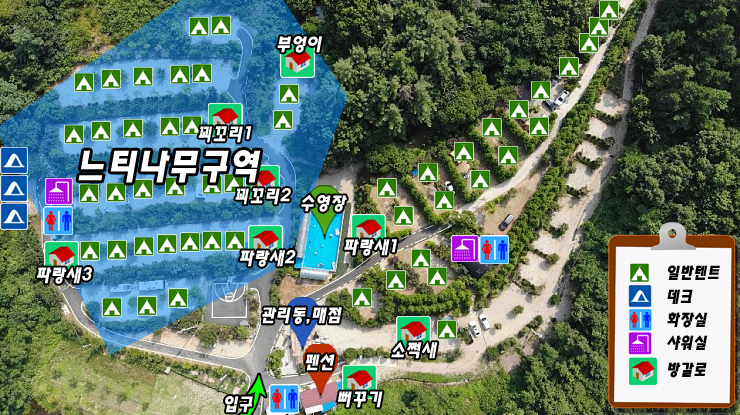 부엉이
꾀꼬리1
느티나무구역
꾀꼬리2
수영장
파랑새3
파랑새2
파랑새1
관리동,매점
소쩍새
펜션
뻐꾸기
입구
일반텐트
데크
화장실
샤워실
방갈로